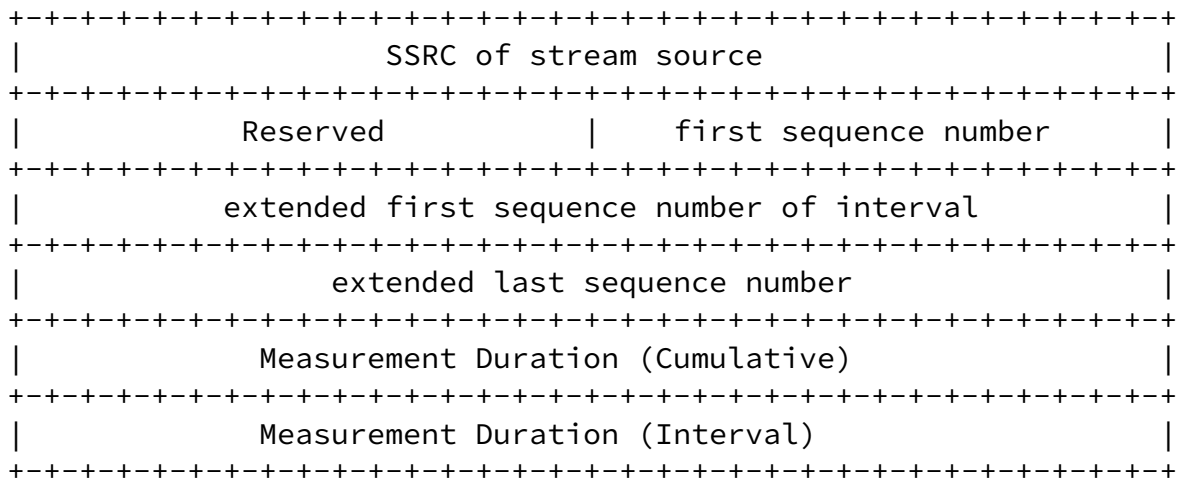 +-+-+-+-+-+-+-+-+-+-+-+-+-+-+-+-+-+-+-+-+-+-+-+-+-+-+-+-+-+-+-+-+
| SSRC of stream source |
+-+-+-+-+-+-+-+-+-+-+-+-+-+-+-+-+-+-+-+-+-+-+-+-+-+-+-+-+-+-+-+-+
| Reserved | first sequence number |
+-+-+-+-+-+-+-+-+-+-+-+-+-+-+-+-+-+-+-+-+-+-+-+-+-+-+-+-+-+-+-+-+
| extended first sequence number of interval |
+-+-+-+-+-+-+-+-+-+-+-+-+-+-+-+-+-+-+-+-+-+-+-+-+-+-+-+-+-+-+-+-+
| extended last sequence number |
+-+-+-+-+-+-+-+-+-+-+-+-+-+-+-+-+-+-+-+-+-+-+-+-+-+-+-+-+-+-+-+-+
| Measurement Duration (Cumulative) |
+-+-+-+-+-+-+-+-+-+-+-+-+-+-+-+-+-+-+-+-+-+-+-+-+-+-+-+-+-+-+-+-+
| Measurement Duration (Interval) |
+-+-+-+-+-+-+-+-+-+-+-+-+-+-+-+-+-+-+-+-+-+-+-+-+-+-+-+-+-+-+-+-+